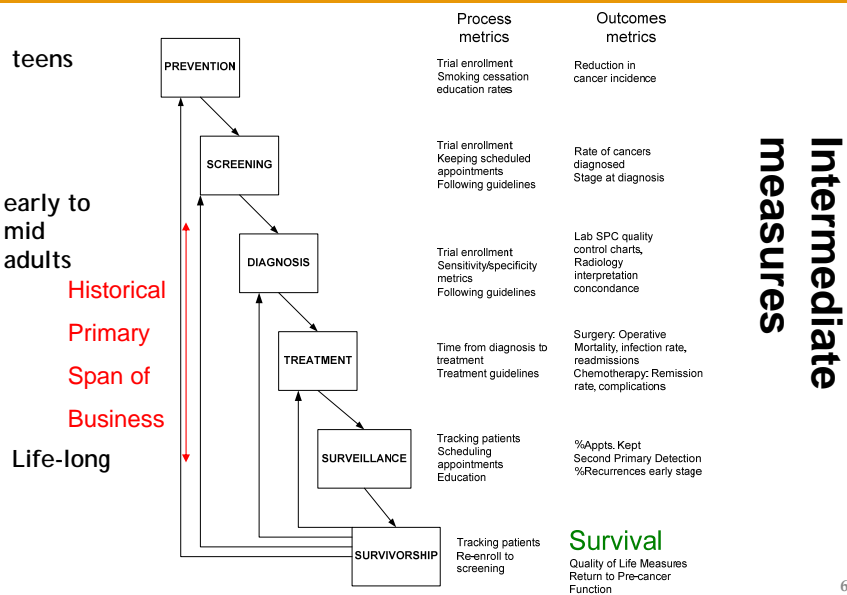 Process
metrics
Outcomes
metrics
teens
PREVENTION
Trial enrollment
Smoking cessation
education rates
Reduction in
cancer incidence
SCREENING
Trial enrollment
Keeping scheduled
appointments
Following guidelines
Rate of cancers
diagnosed
Stage at diagnosis
early to
mid
adults
Historical
Primary
Span of
Business
DIAGNOSIS
Trial enrollment
Sensitivity/specificity
metrics
Following guidelines
Lab SPC quality
control charts,
Radiology
interpretation
concondance
TREATMENT
Time from diagnosis to
treatment
Treatment guidelines
Surgery: Operative
Mortality, infection rate,
readmissions
Chemotherapy: Remission
rate, complications
Life-long
SURVEILLANCE
Tracking patients
Scheduling
appointments
Education
%Appts. Kept
Second Primary Detection
%Recurrences early stage
SURVIVORSHIP
Tracking patients
Re-enroll to
screening
Survival
Quality of Life Measures
Return to Pre-cancer
Function
Intermediate
measures
6